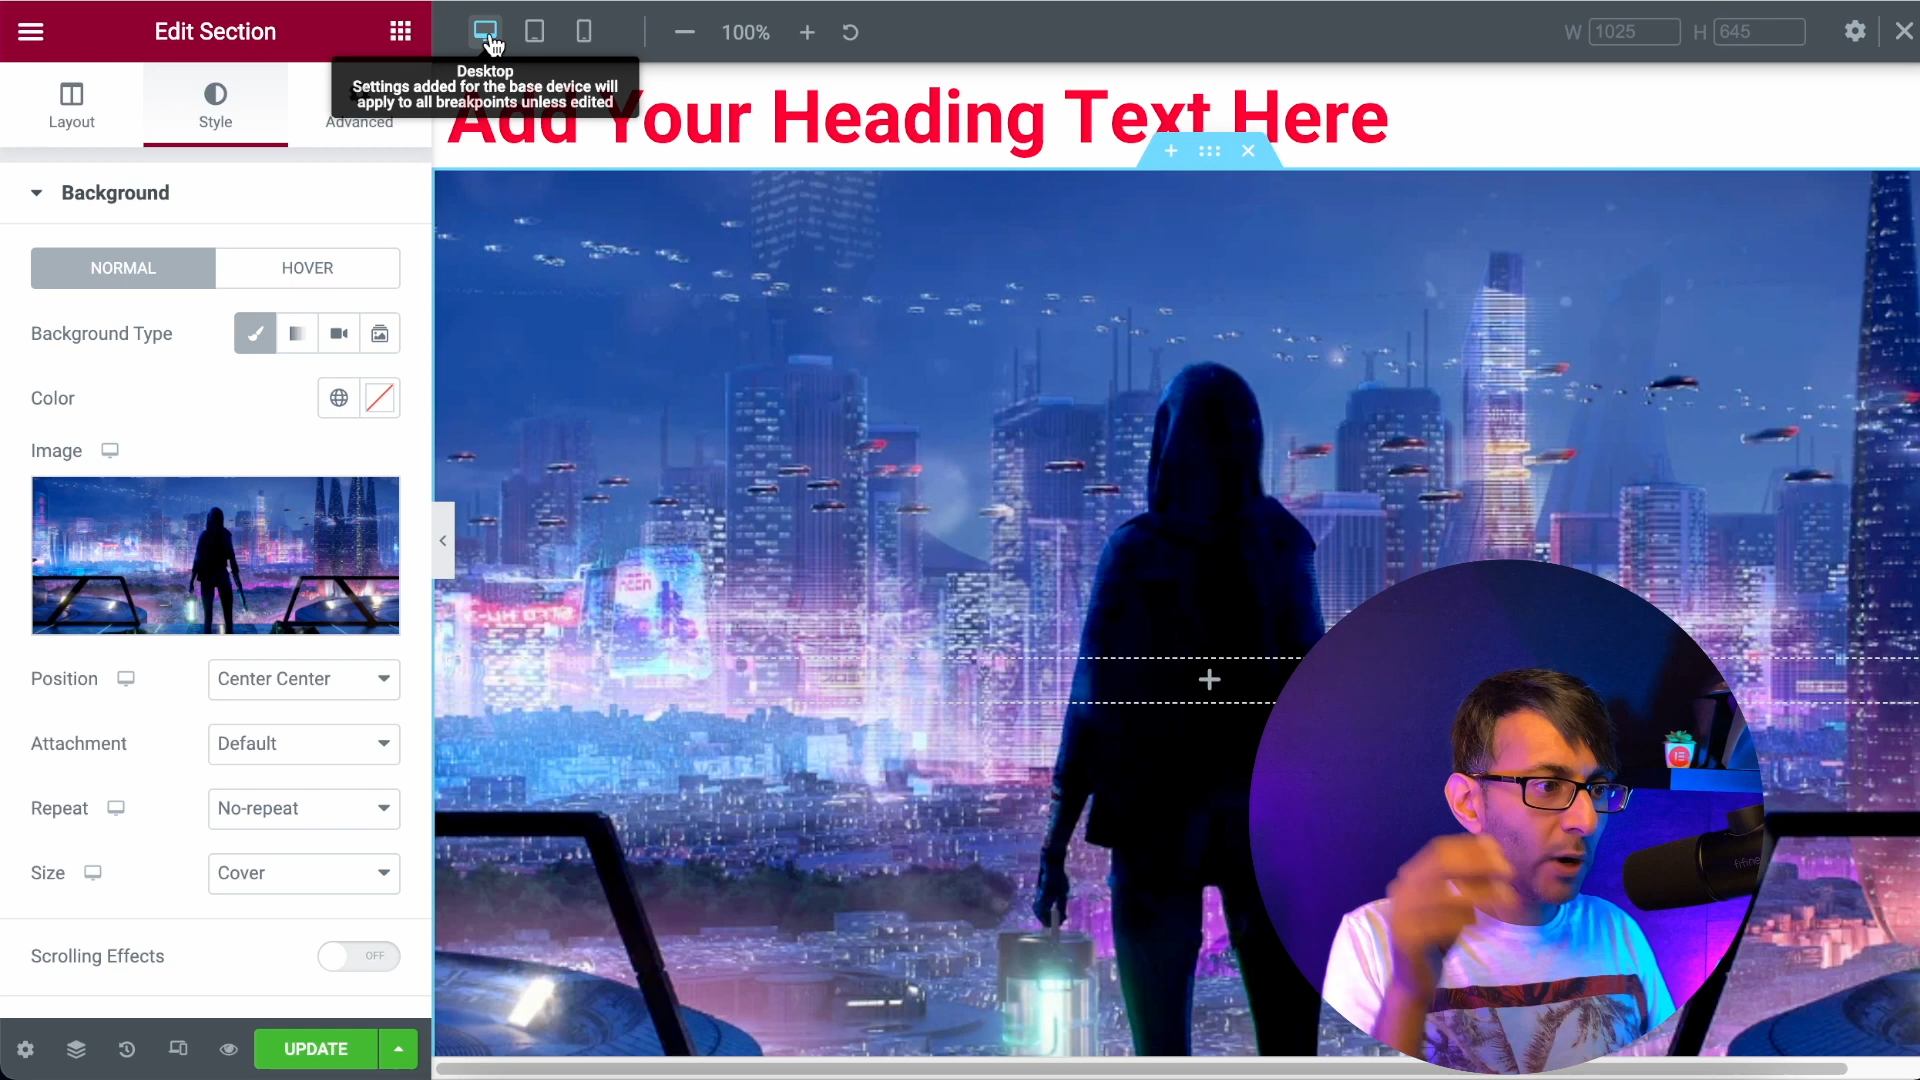 Edit Section
100%
W 1025 H 645
Desktop
Settings added for the base device will
apply to all breakpoints unless edited
Layout
Style
Advanced
Add Your Heading Text Here
Background
NORMAL
HOVER
Background Type
Color
Image
Position
Center Center
Attachment
Default
Repeat
No-repeat
Size
Cover
Scrolling Effects
OFF
UPDATE
fifine